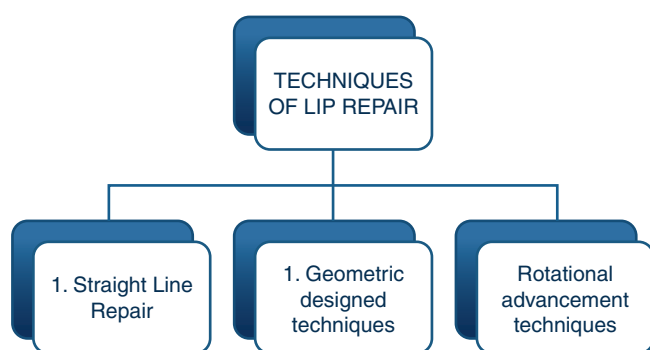 TECHNIQUES
OF LIP REPAIR
1. Straight Line
Repair
1. Geometric
designed
techniques
Rotational
advancement
techniques